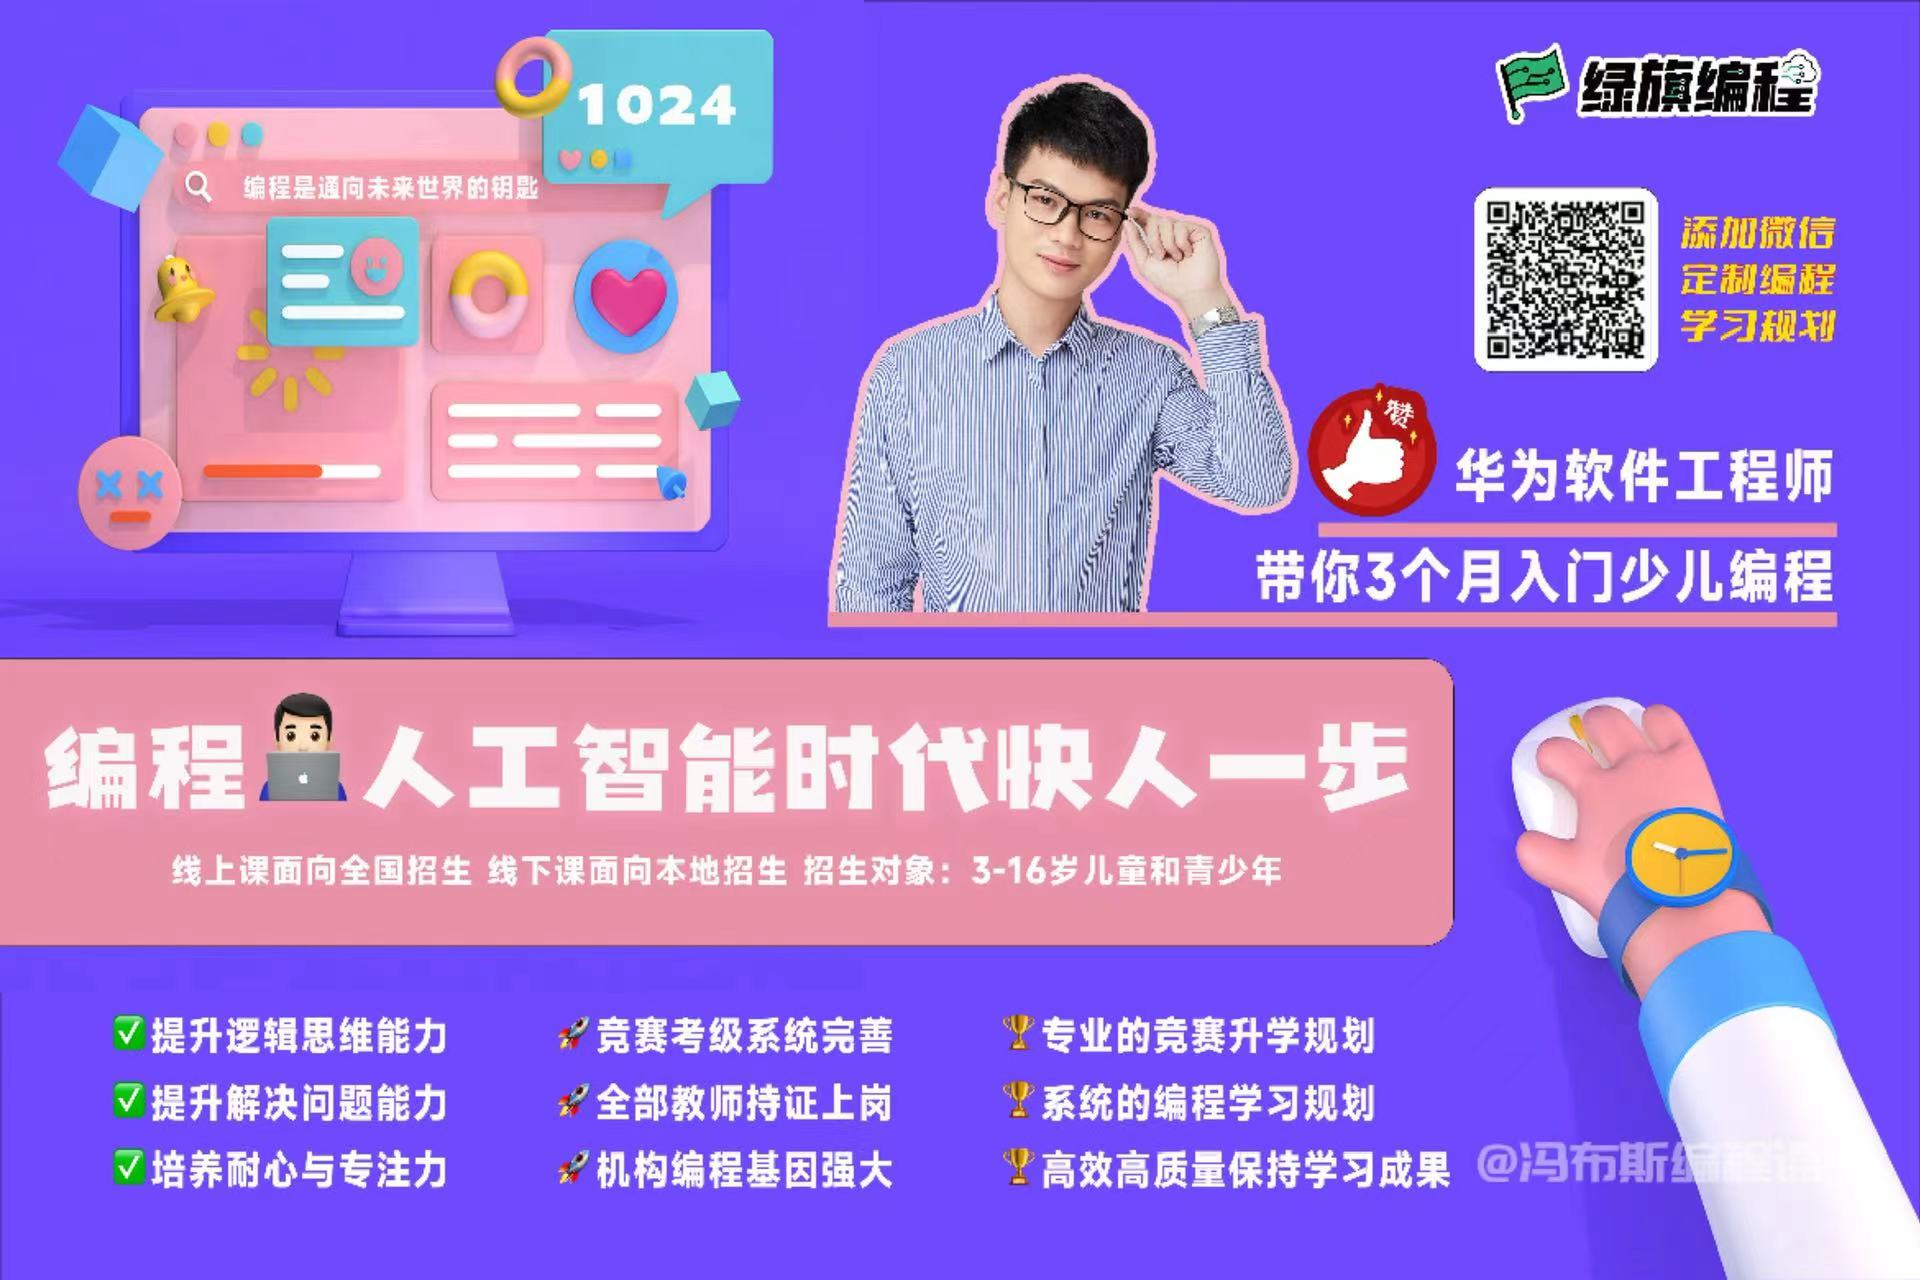 1024
编程是通向未来世界的钥匙
绿旗编程
添加微信
定制编程
学习规划
赞
华为软件工程师
带你3个月入门少儿编程
编程人工智能时代快人一步
线上课面向全国招生 线下课面向本地招生 招生对象：3-16岁儿童和青少年
提升逻辑思维能力
提升解决问题能力
培养耐心与专注力
竞赛考级系统完善
全部教师持证上岗
机构编程基因强大
专业的竞赛升学规划
系统的编程学习规划
高效高质量保持学习成果
@冯布斯编程课